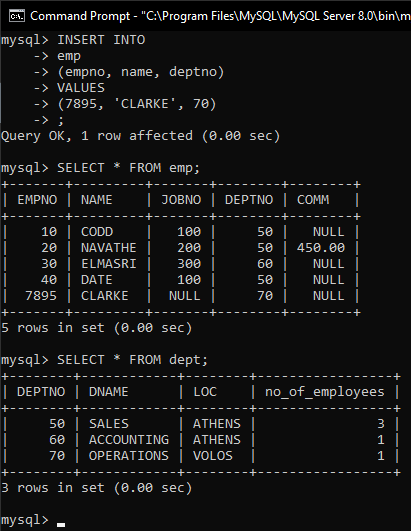 Command Prompt - "C:\Program Files\MySQL\MySQL Server 8.0\bin\m
mysql> INSERT INTO
    -> emp
    -> (empno, name, deptno)
    -> VALUES
    -> (7895, 'CLARKE', 70)
    -> ;
Query OK, 1 row affected (0.00 sec)
mysql> SELECT * FROM emp;
+-------+---------+-------+--------+--------+
| EMPNO | NAME    | JOBNO | DEPTNO | COMM   |
+-------+---------+-------+--------+--------+
|    10 | CODD    |   100 |     50 |   NULL |
|    20 | NAVATHE |   200 |     50 | 450.00 |
|    30 | ELMASRI |   300 |     60 |   NULL |
|    40 | DATE    |   100 |     50 |   NULL |
|  7895 | CLARKE  |  NULL |     70 |   NULL |
+-------+---------+-------+--------+--------+
5 rows in set (0.00 sec)
mysql> SELECT * FROM dept;
+--------+------------+--------+-----------------+
| DEPTNO | DNAME      | LOC    | no_of_employees |
+--------+------------+--------+-----------------+
|     50 | SALES      | ATHENS |               3 |
|     60 | ACCOUNTING | ATHENS |               1 |
|     70 | OPERATIONS | VOLOS  |               1 |
+--------+------------+--------+-----------------+
3 rows in set (0.00 sec)
mysql>